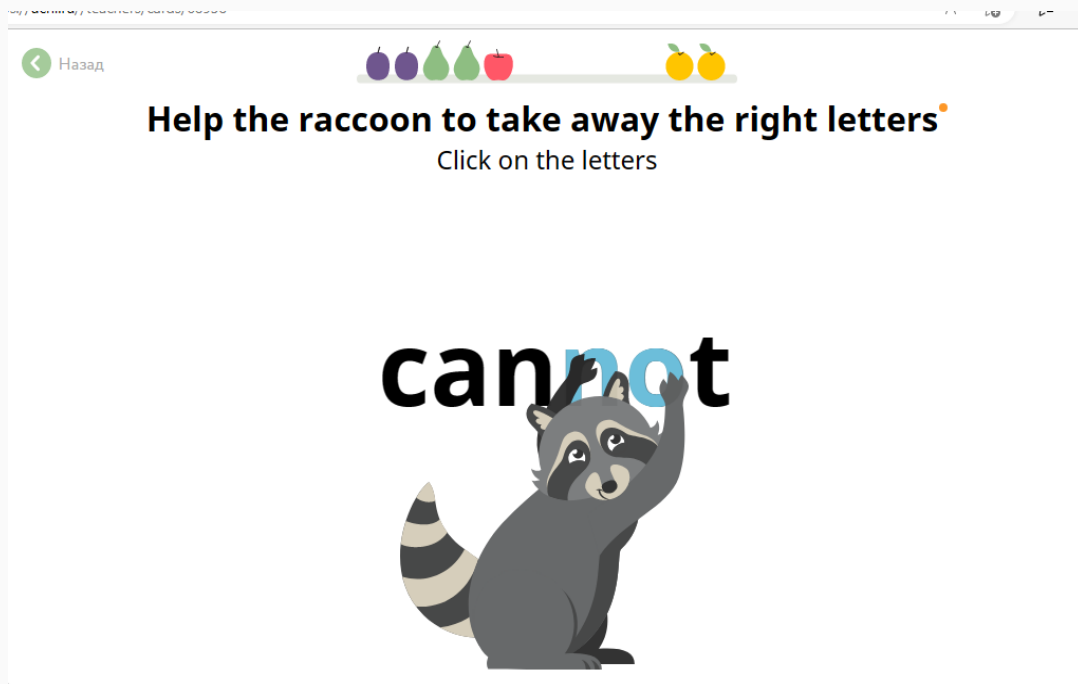 Назад
Help the raccoon to take away the right letters
Click on the letters
cannot